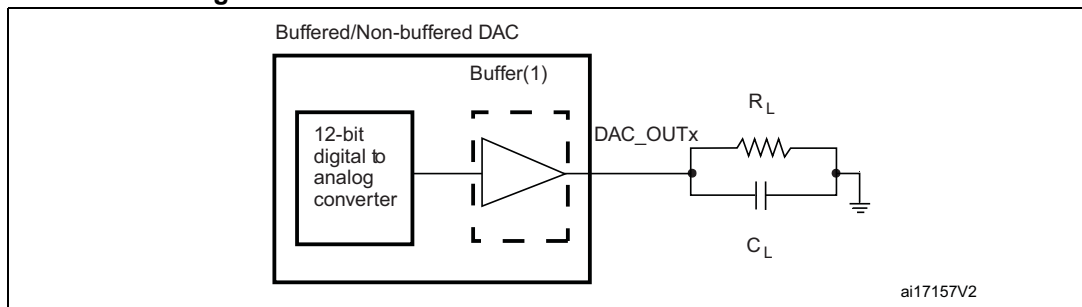 Buffered/Non-buffered DAC
Buffer(1)
12-bit
digital to
analog
converter
DAC_OUTx
R L
C L
ai17157V2